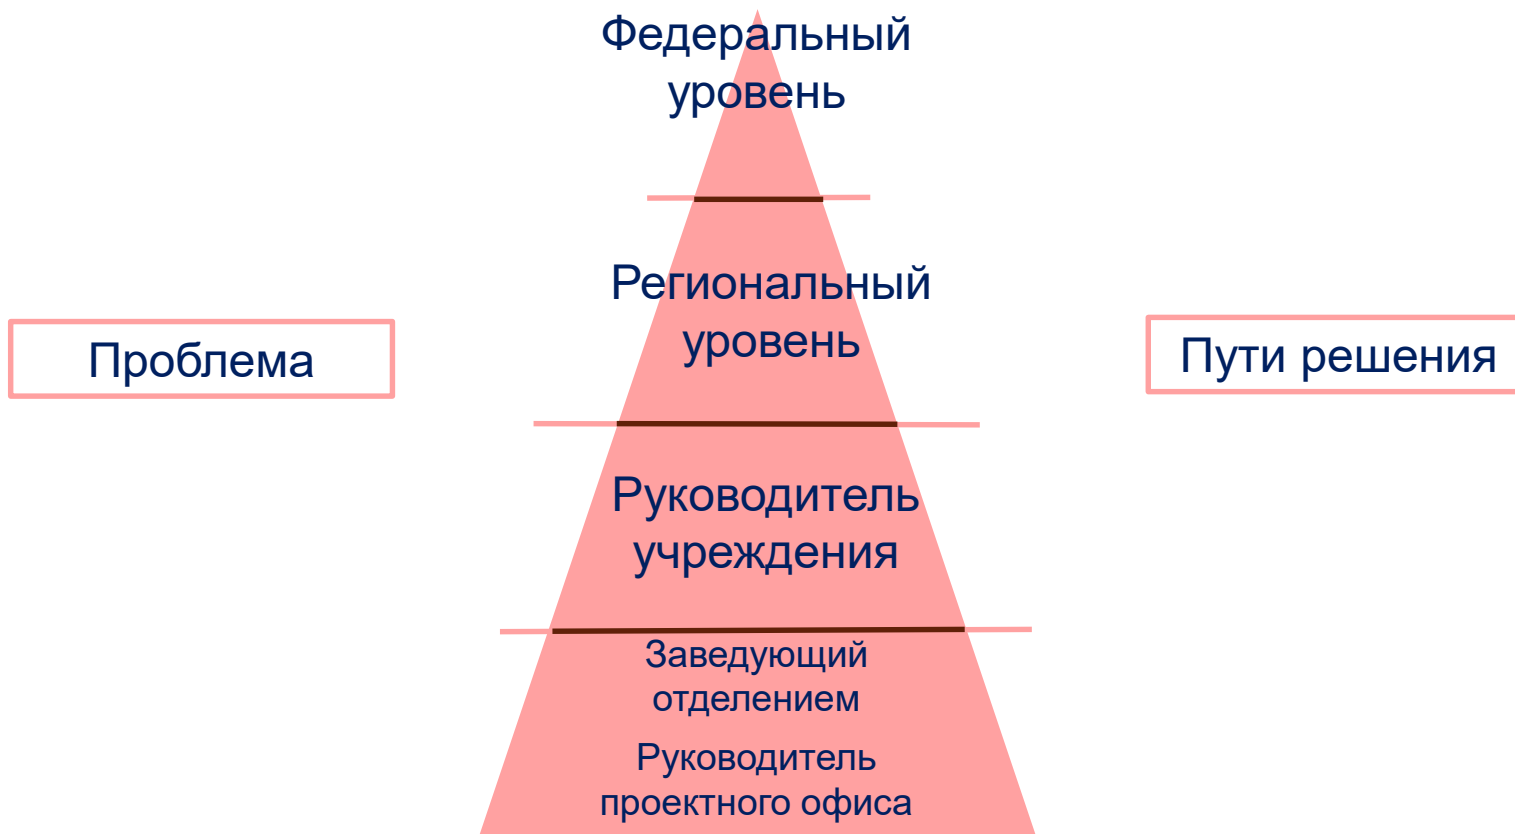 Федеральный
уровень
Региональный
уровень
Проблема
Пути решения
Руководитель
учреждения
Заведующий
отделением
Руководитель
проектного офиса